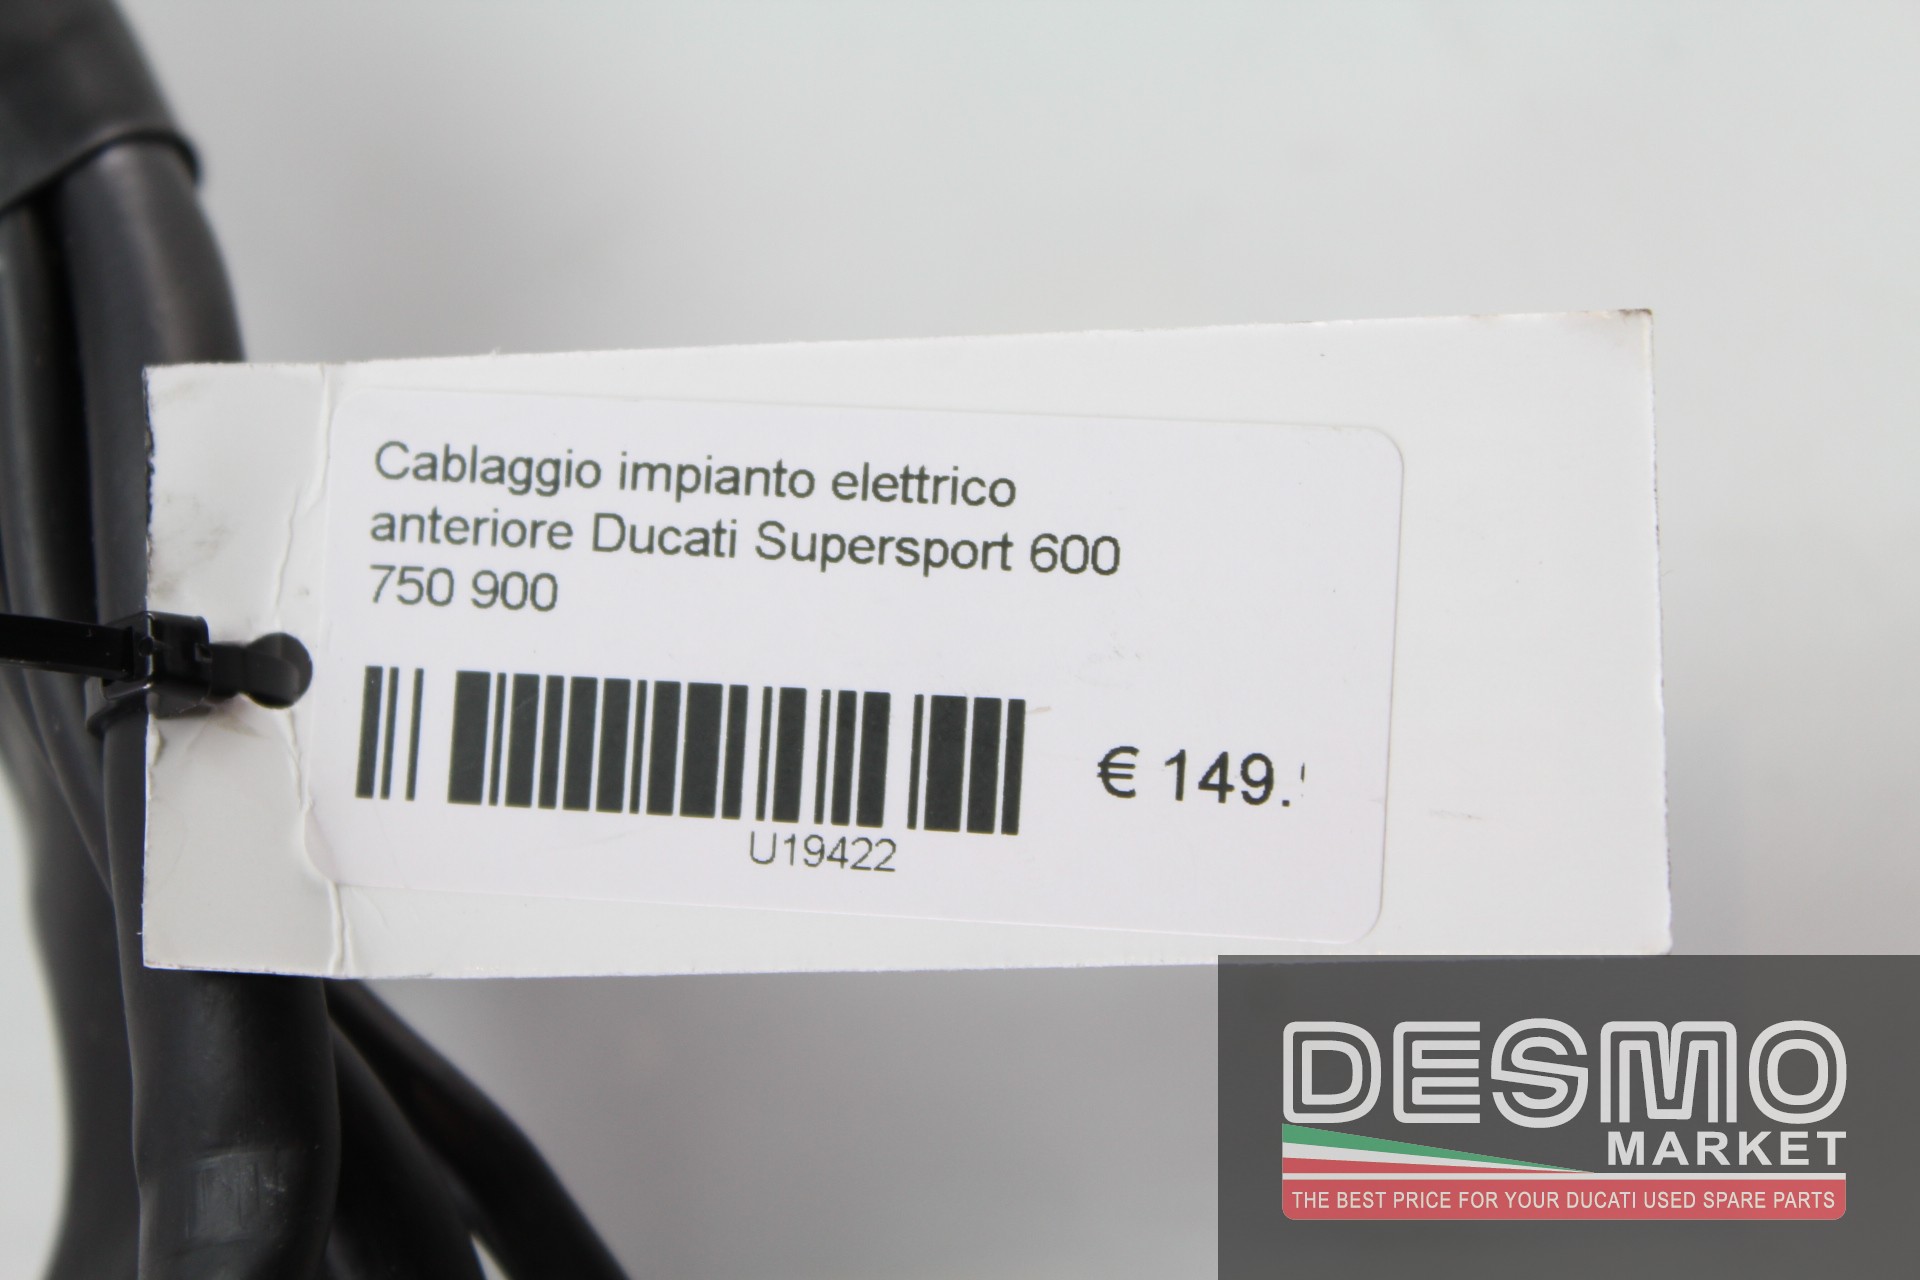 Cablaggio impianto elettrico
anteriore Ducati Supersport 600
750 900
€ 149.
U19422
DESMO
MARKET
THE BEST PRICE FOR YOUR DUCATI USED SPARE PARTS